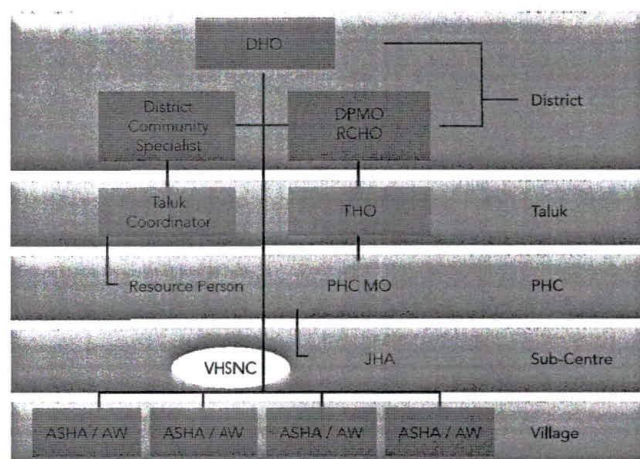 DHO
District
Community
Specialist
DPMO
RCHO
District
Taluk
Coordinator
THO
Taluk
Resource Person
PHC MO
PHC
VHSNC
JHA
Sub-Centre
ASHA / AW
ASHA / AW
ASHA / AW
ASHA / AW
Village